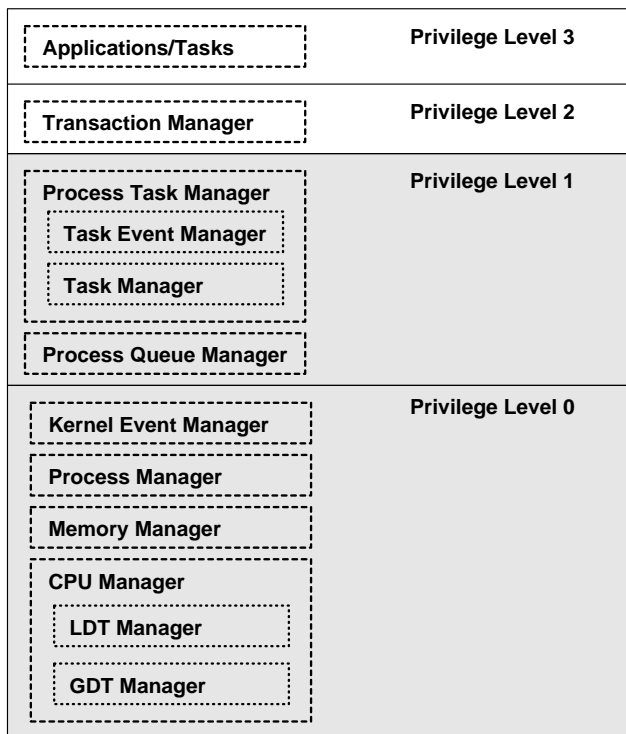 Applications/Tasks
Privilege Level 3
Transaction Manager
Privilege Level 2
Process Task Manager
Privilege Level 1
Task Event Manager
Task Manager
Process Queue Manager
Kernel Event Manager
Privilege Level 0
Process Manager
Memory Manager
CPU Manager
LDT Manager
GDT Manager